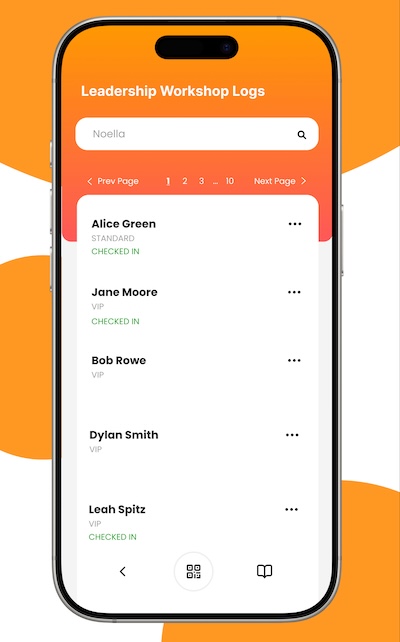 Leadership Workshop Logs
Noella
Prev Page 1 2 3 ... 10 Next Page
Alice Green
STANDARD
CHECKED IN
Jane Moore
VIP
CHECKED IN
Bob Rowe
VIP
Dylan Smith
VIP
Leah Spitz
VIP
CHECKED IN